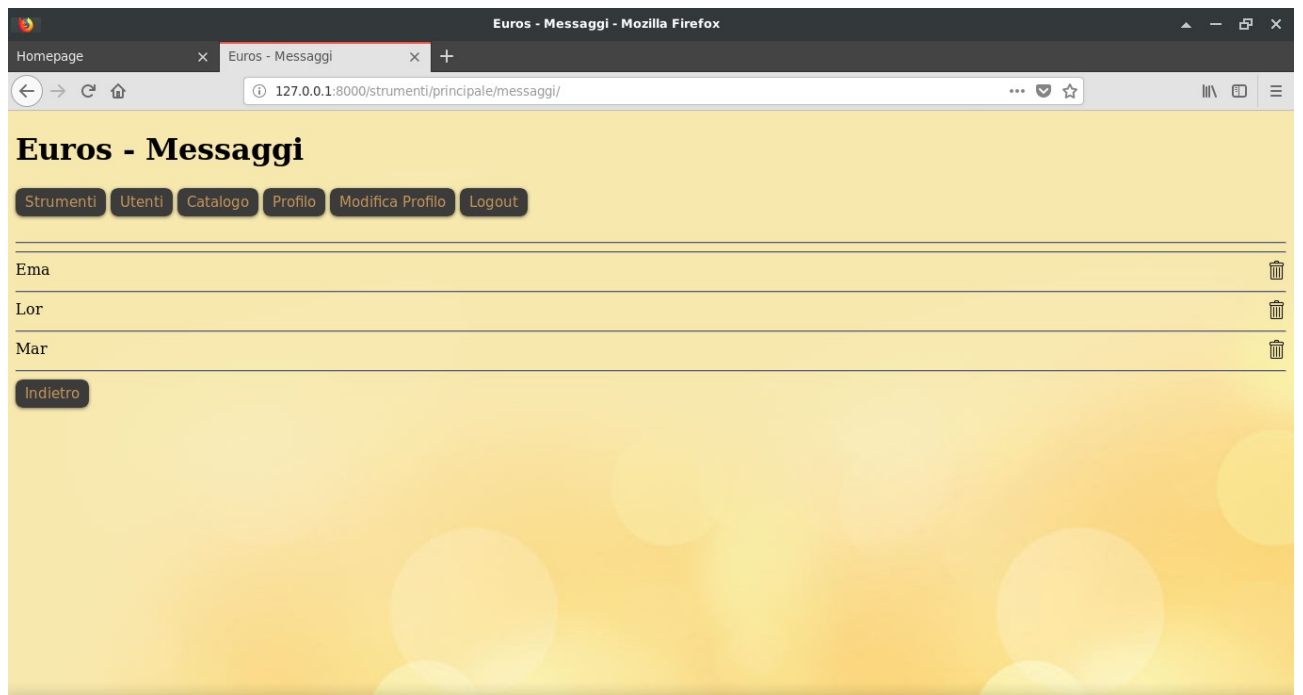 Euros - Messaggi - Mozilla Firefox
Homepage Euros - Messaggi
127.0.0.1:8000/strumenti/principale/messaggi/
Euros - Messaggi
Strumenti Utenti Catalogo Profilo Modifica Profilo Logout
Ema
Lor
Mar
Indietro